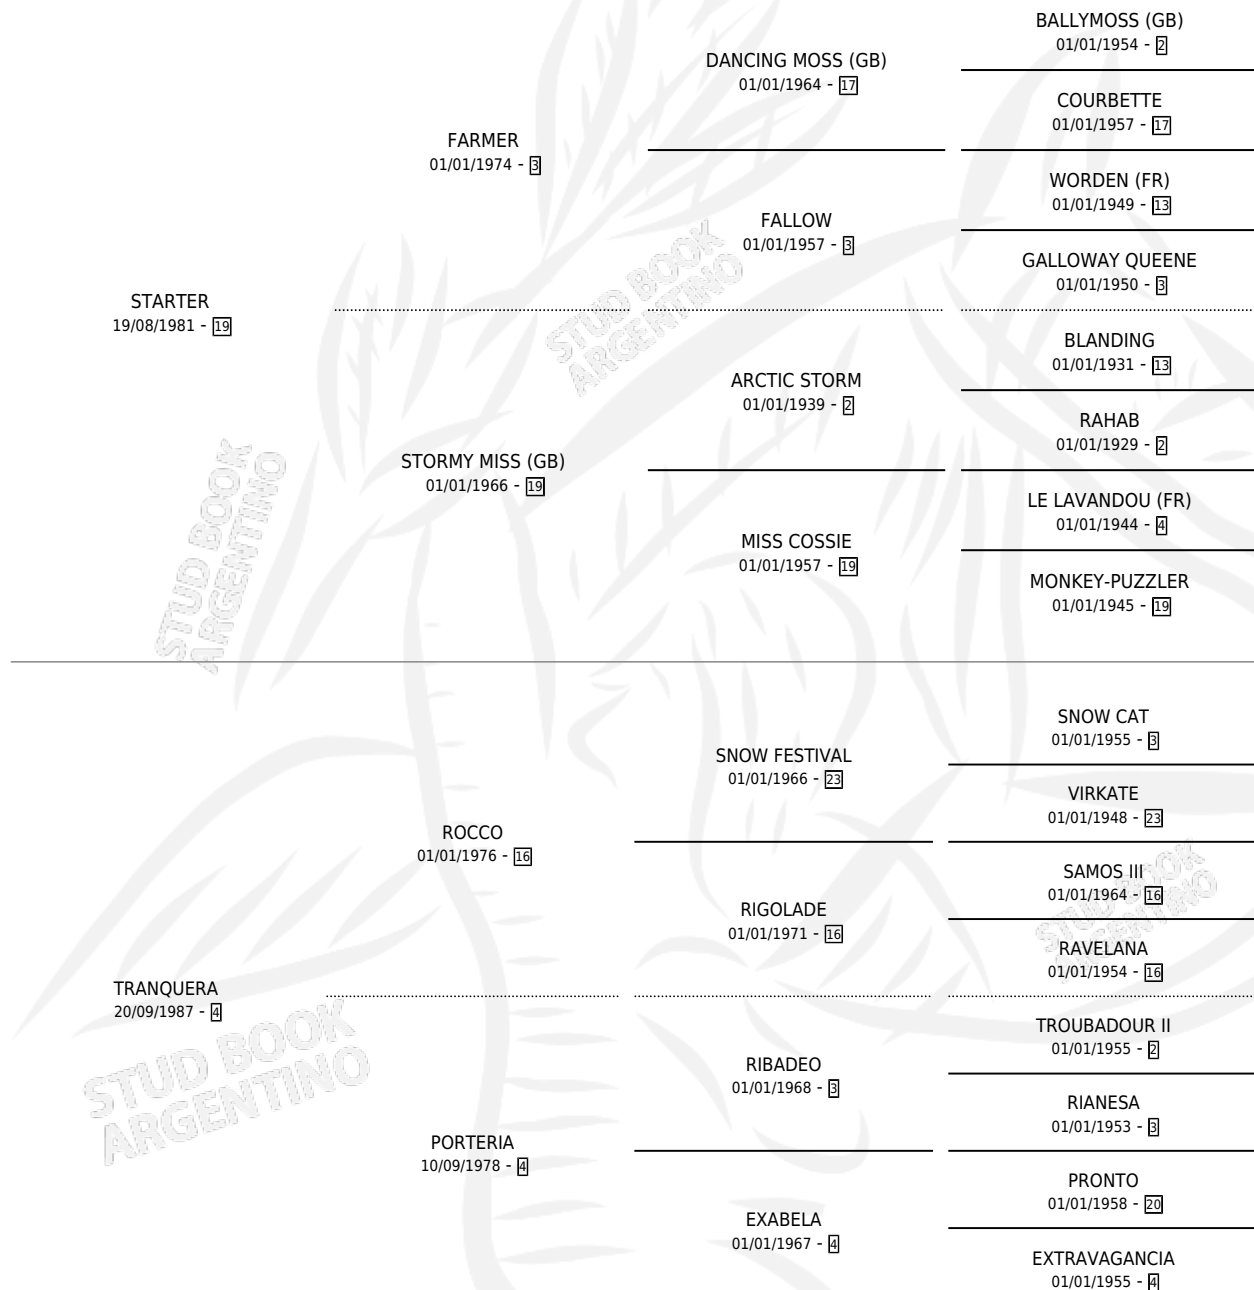 BALLYMOSS (GB)
01/01/1954 - 2
DANCING MOSS (GB)
01/01/1964 - 17
COURBETTE
01/01/1957 - 17
FARMER
01/01/1974 - 3
WORDEN (FR)
01/01/1949 - 13
FALLOW
01/01/1957 - 3
GALLOWAY QUEENE
01/01/1950 - 3
STARTER
19/08/1981 - 19
BLANDING
01/01/1931 - 13
ARCTIC STORM
01/01/1939 - 2
RAHAB
01/01/1929 - 2
STORMY MISS (GB)
01/01/1966 - 19
LE LAVANDOU (FR)
01/01/1944 - 4
MISS COSSIE
01/01/1957 - 19
MONKEY-PUZZLER
01/01/1945 - 19
SNOW CAT
01/01/1955 - 3
SNOW FESTIVAL
01/01/1966 - 23
VIRKATE
01/01/1948 - 23
ROCCO
01/01/1976 - 16
SAMOS III
01/01/1964 - 16
RIGOLADE
01/01/1971 - 16
RAVELANA
01/01/1954 - 16
TRANQUERA
20/09/1987 - 4
TROUBADOUR II
01/01/1955 - 2
RIBADEO
01/01/1968 - 3
RIANESA
01/01/1953 - 3
PORTERIA
10/09/1978 - 4
PRONTO
01/01/1958 - 20
EXABELA
01/01/1967 - 4
EXTRAVAGANCIA
01/01/1955 - 4
STUD BOOK
ARGENTINO
STUD BOOK
ARGENTINO
STUD BOOK
ARGENTINO
STUD BOOK
ARGENTINO